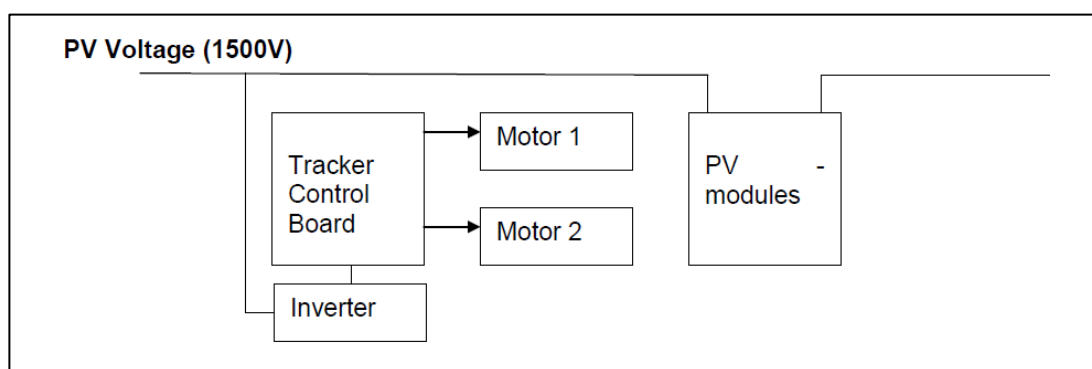 PV Voltage (1500V)
Tracker
Control
Board
Motor 1
Motor 2
PV -
modules
Inverter